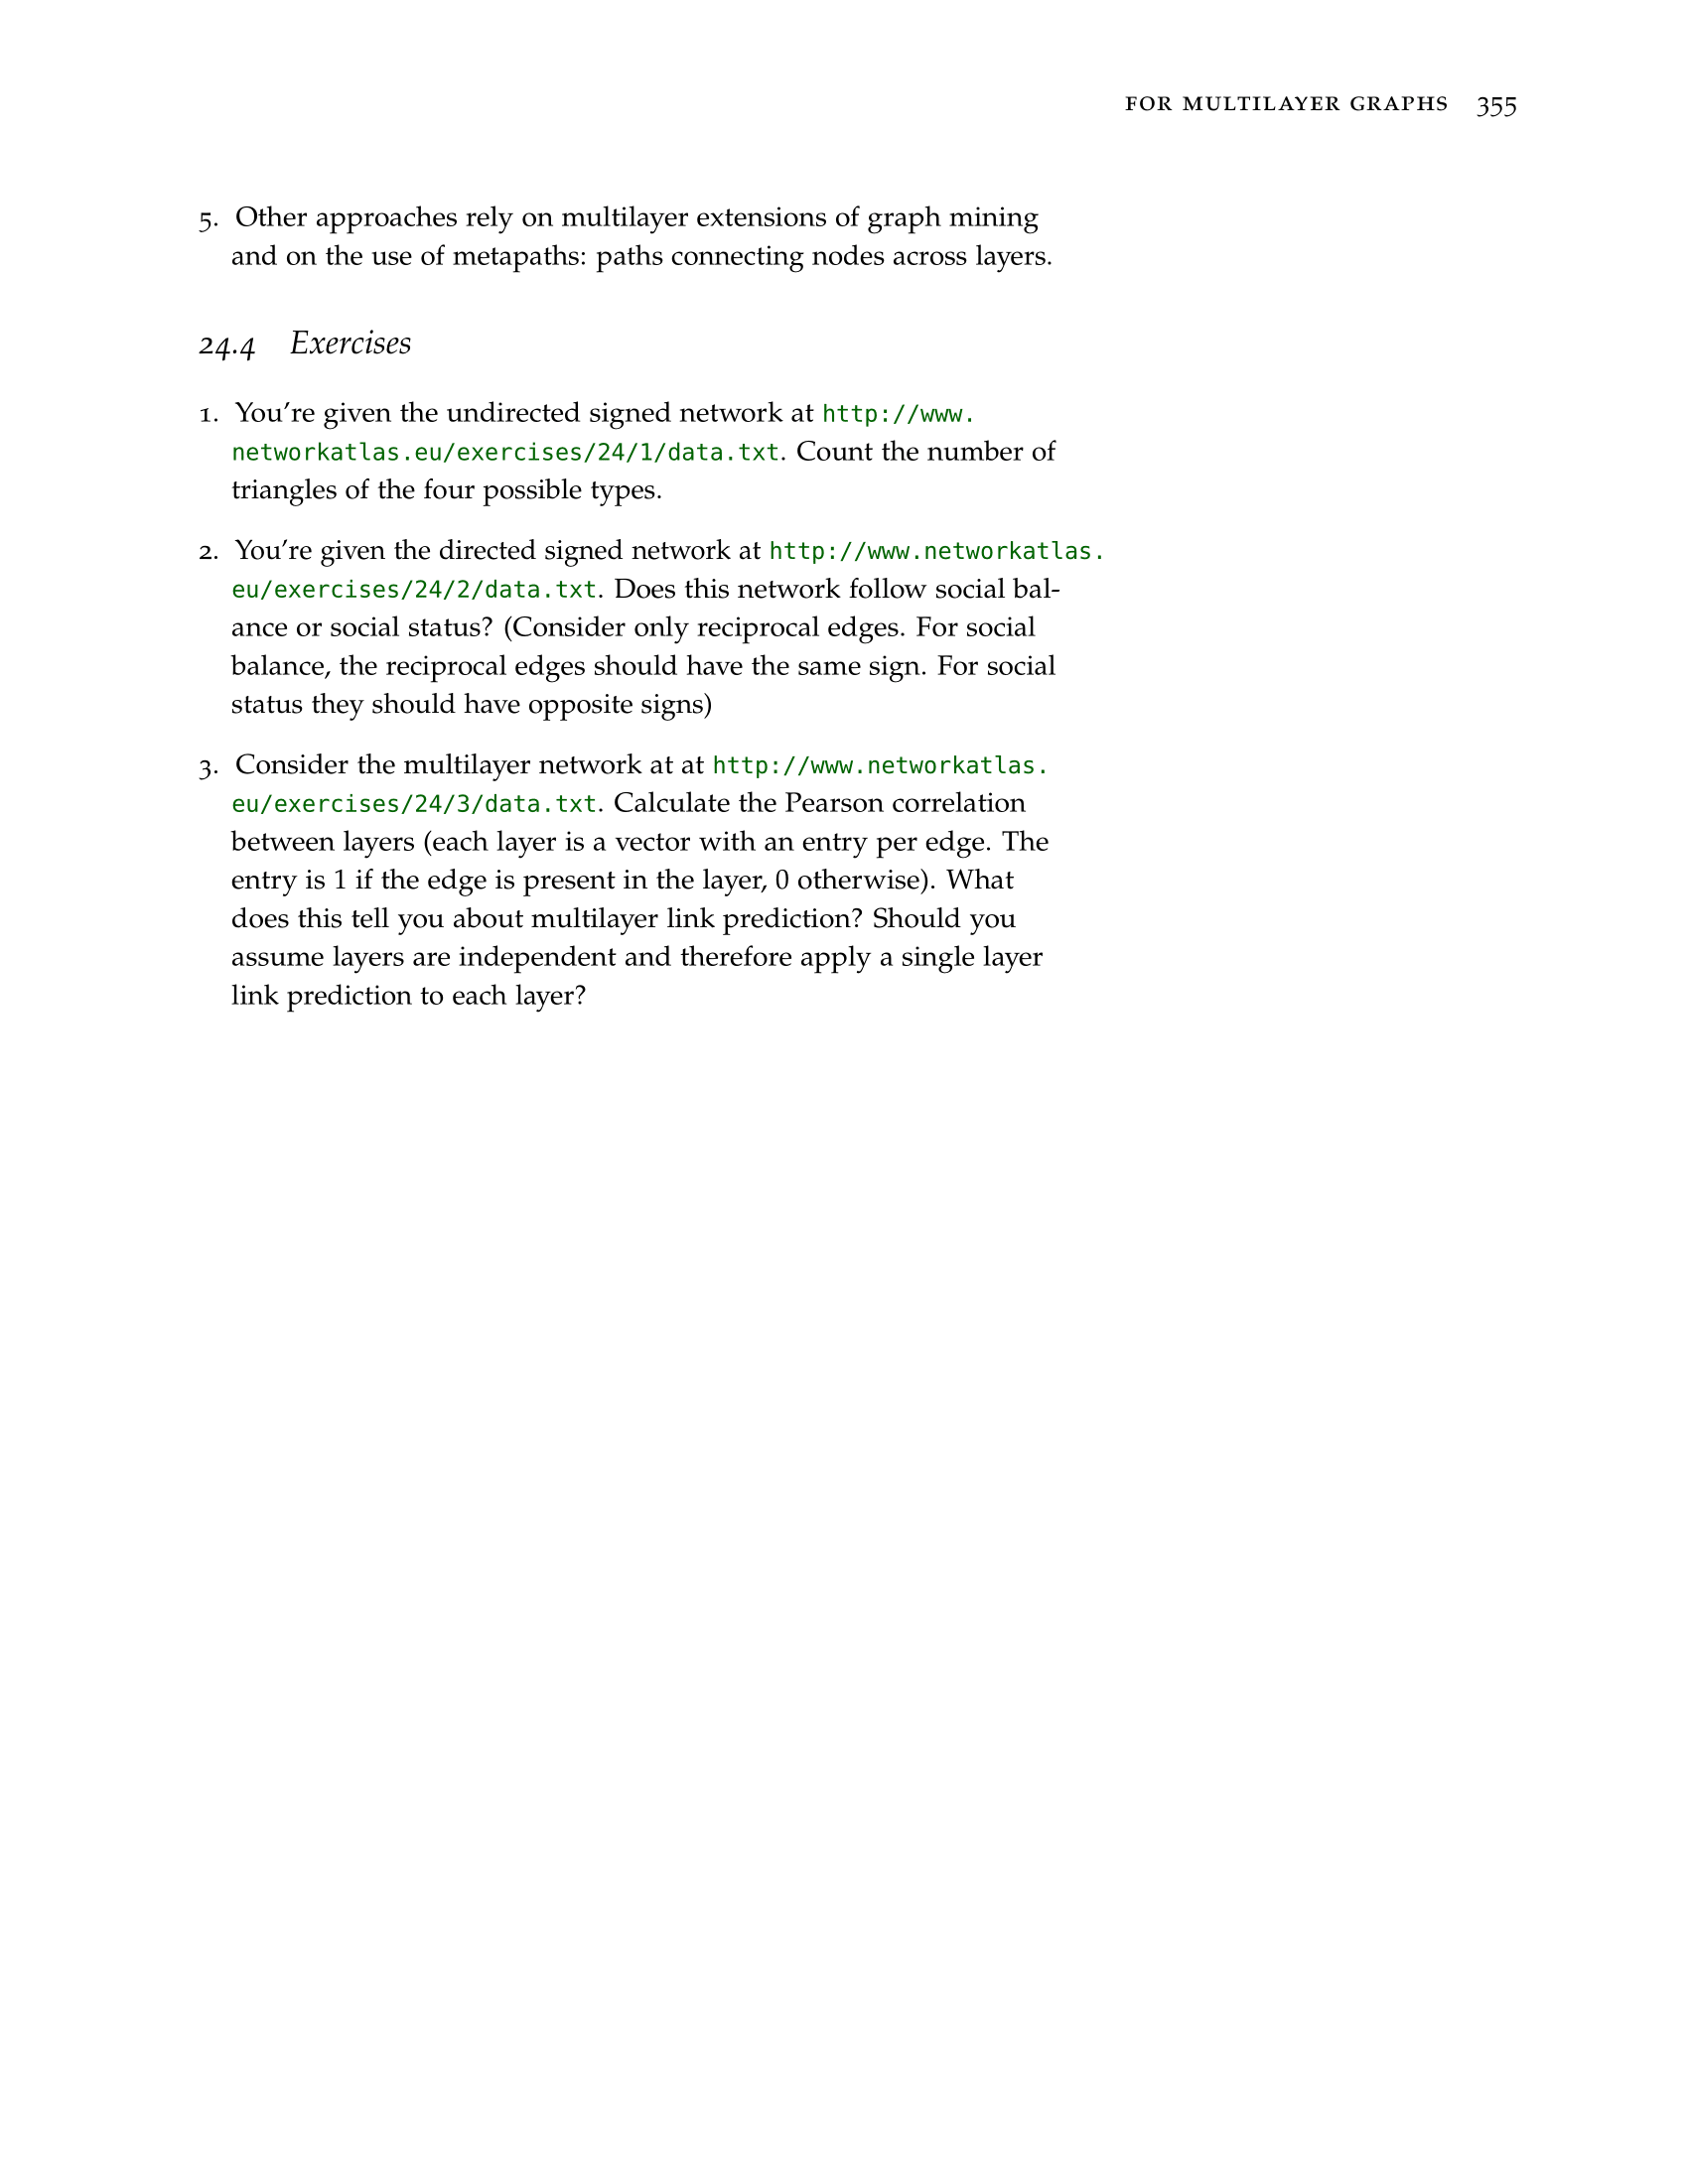 FOR MULTILAYER GRAPHS 355
5. Other approaches rely on multilayer extensions of graph mining
and on the use of metapaths: paths connecting nodes across layers.
24.4 Exercises
1. You're given the undirected signed network at http://www.
networkatlas.eu/exercises/24/1/data.txt. Count the number of
triangles of the four possible types.
2. You're given the directed signed network at http://www.networkatlas.
eu/exercises/24/2/data.txt. Does this network follow social bal-
ance or social status? (Consider only reciprocal edges. For social
balance, the reciprocal edges should have the same sign. For social
status they should have opposite signs)
3. Consider the multilayer network at at http://www.networkatlas.
eu/exercises/24/3/data.txt. Calculate the Pearson correlation
between layers (each layer is a vector with an entry per edge. The
entry is 1 if the edge is present in the layer, 0 otherwise). What
does this tell you about multilayer link prediction? Should you
assume layers are independent and therefore apply a single layer
link prediction to each layer?